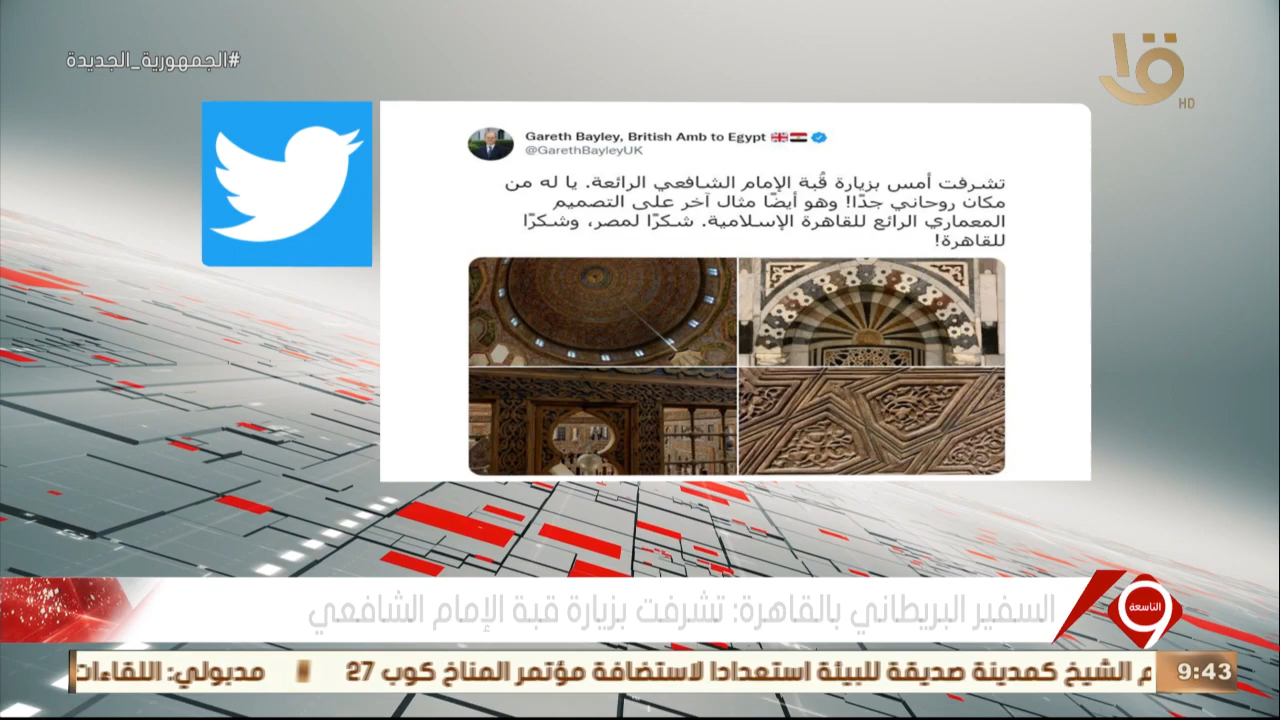 #الجمهورية_الجديدة
HD
Gareth Bayley, British Amb to Egypt
@GarethBayleyUK
تشرفت أمس بزيارة قُبة الإمام الشافعي الرائعة. يا له من
مكان روحاني جدًا! وهو أيضًا مثال آخر على التصميم
المعماري الرائع للقاهرة الإسلامية. شكرًا لمصر، وشكرًا
للقاهرة!
السفير البريطاني بالقاهرة: تشرفت بزيارة قبة الإمام الشافعي
التاسعة
9
م الشيخ كمدينة صديقة للبيئة استعدادا لاستضافة مؤتمر المناخ كوب 27
مدبولي: اللقاءات
9:43